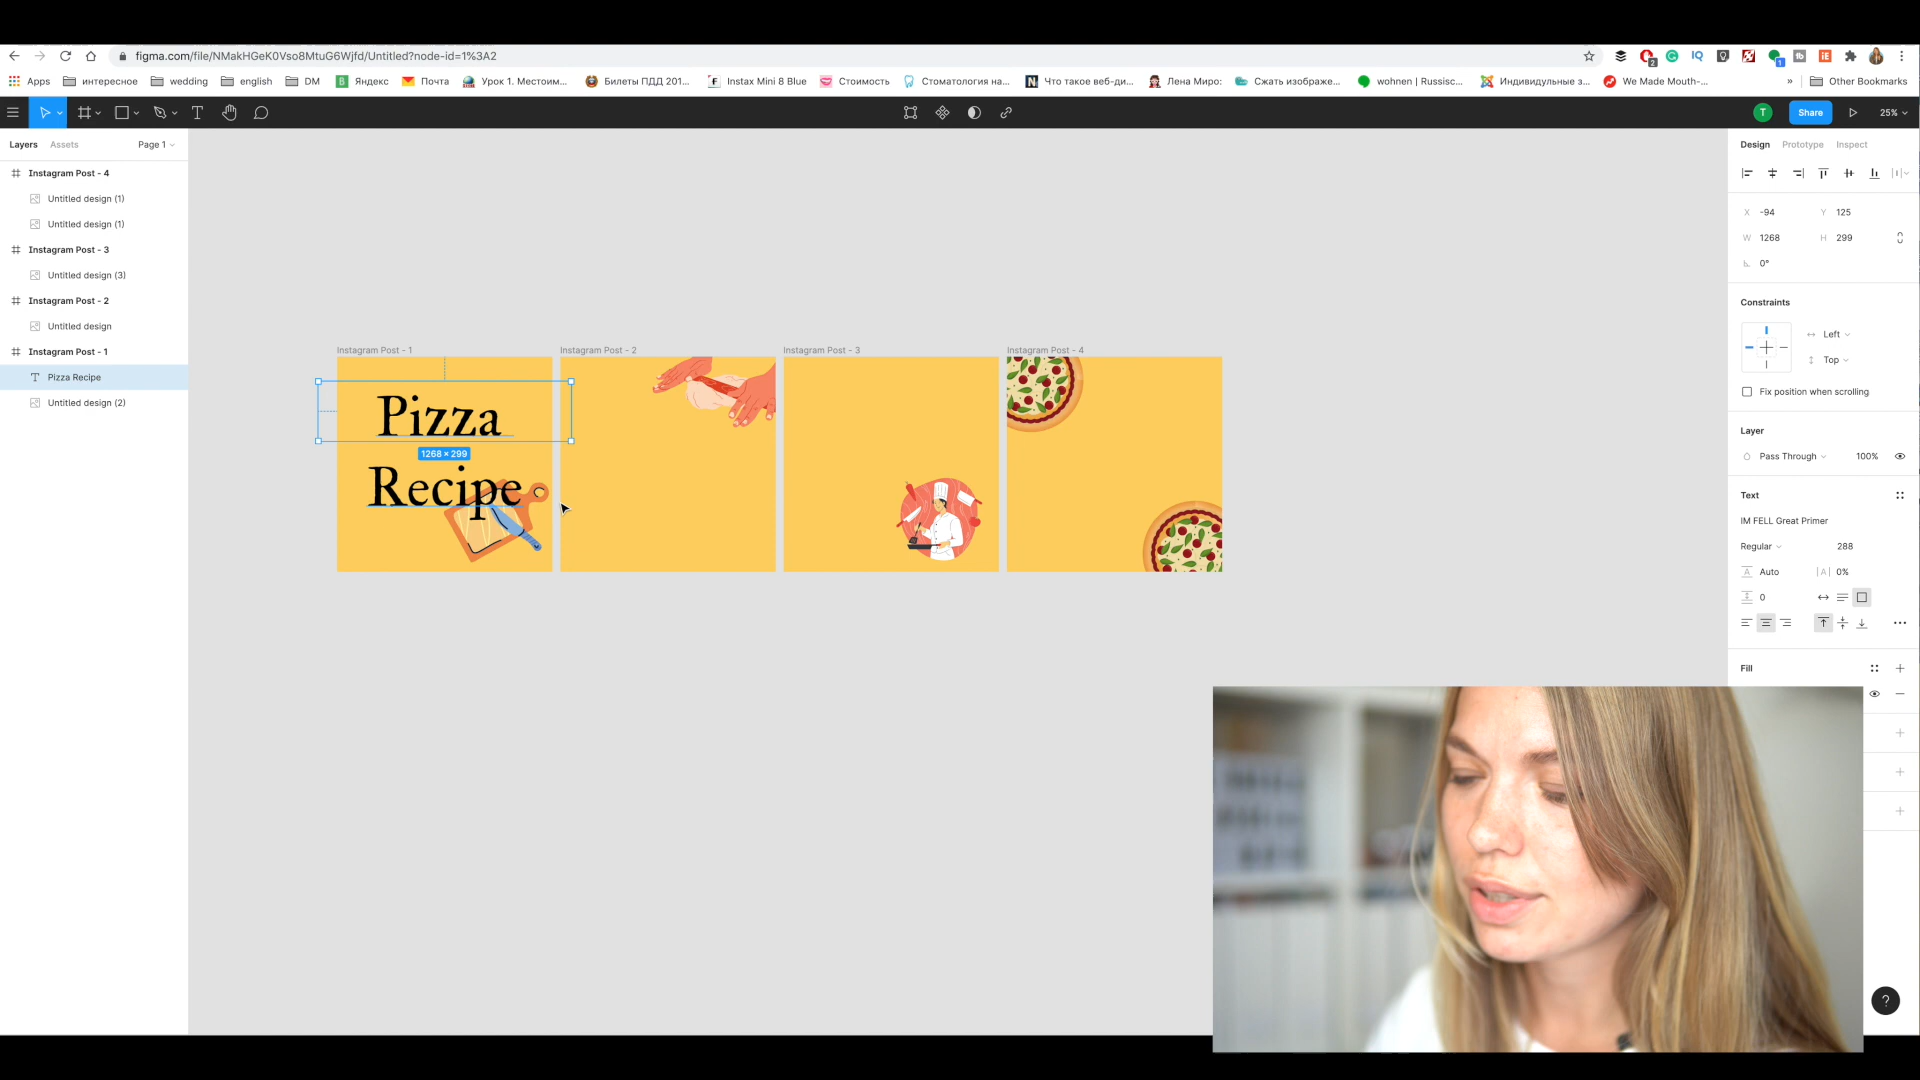 figma.com/file/NMakHGeK0Vso8MtuG6Wjfd/Untitled?node-id=1%3A2
Apps интересное wedding english DM Яндекс Почта Урок 1. Местоим... Билеты ПДД 201... Instax Mini 8 Blue Стоимость Стоматология на... Что такое веб-ди... Лена Миро: Сжать изображе... wohnen | Russisc... Индивидульные з... We Made Mouth-... » Other Bookmarks
T Share 25%
Layers Assets Page 1
Instagram Post - 4
Untitled design (1)
Untitled design (1)
Instagram Post - 3
Untitled design (3)
Instagram Post - 2
Untitled design
Instagram Post - 1
Pizza Recipe
Untitled design (2)
Instagram Post - 1 Instagram Post - 2 Instagram Post - 3 Instagram Post - 4
Pizza
1268 × 299
Recipe
Design Prototype Inspect
X -94 Y 125
W 1268 H 299
0°
Constraints
Left
Top
Fix position when scrolling
Layer
Pass Through 100%
Text
IM FELL Great Primer
Regular 288
Auto |A| 0%
0
Fill
?